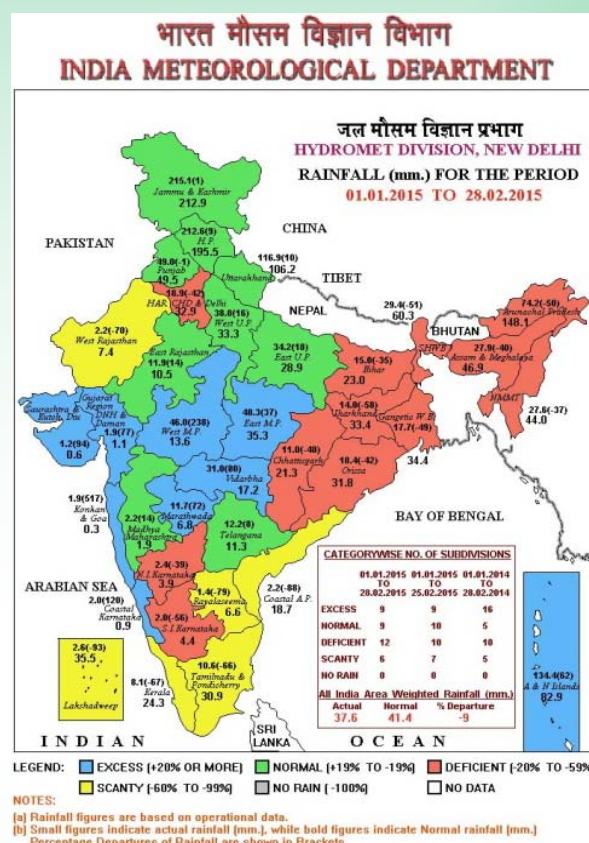 भारत मौसम विज्ञान विभाग
INDIA METEOROLOGICAL DEPARTMENT
जल मौसम विज्ञान प्रभाग
HYDROMET DIVISION, NEW DELHI
RAINFALL (mm.) FOR THE PERIOD
01.01.2015 TO 28.02.2015
215.1(1)
Jammu & Kashmir
212.9
CHINA
PAKISTAN
212.6(9)
H.P.
195.5
49.0(-1)
Punjab
49.5
116.9(10)
Uttarakhand
106.2
TIBET
18.9(-42)
HAR. CHD & Delhi
32.9
NEPAL
38.8(16)
West U.P.
33.3
29.4(-51)
60.3
74.2(-50)
Arunachal Pradesh
148.1
BHUTAN
SHWB
2.2(-70)
West Rajasthan
7.4
East Rajasthan
11.9(14)
10.5
34.2(18)
East U.P.
28.9
15.0(-35)
Bihar
23.0
27.9(-40)
Assam & Meghalaya
46.9
NMMT
27.6(-37)
44.0
Saurashtra &
Kutch, Diu
1.2(94)
0.6
Gujarat
Region
DNH &
Daman
1.9(77)
1.1
46.0(238)
West M.P.
13.6
48.3(37)
East M.P.
35.3
14.0(-58)
Jharkhand
33.4
Gangetic W.B.
17.7(-49)
34.4
11.0(-48)
Chhattisgarh
21.3
18.4(-42)
Orissa
31.8
31.0(80)
Vidarbha
17.2
1.9(517)
Konkan
& Goa
0.3
2.2(14)
Madhya
Maharashtra
1.9
11.7(72)
Marathwada
6.8
12.2(8)
Telangana
11.3
BAY OF BENGAL
ARABIAN SEA
2.4(-39)
N.I. Karnataka
3.9
1.4(-79)
Rayalaseema
6.6
2.2(-88)
Coastal A.P.
18.7
2.0(120)
Coastal
Karnataka
0.9
2.0(-56)
S.I. Karnataka
4.4
2.6(-93)
35.5
Lakshadweep
8.1(-67)
Kerala
24.3
10.6(-66)
Tamilnadu &
Pondicherry
30.9
134.4(62)
A & N Islands
82.9
CATEGORYWISE NO. OF SUBDIVISIONS
01.01.2015 01.01.2015 01.01.2014
TO TO TO
28.02.2015 25.02.2015 28.02.2014
EXCESS 9 9 16
NORMAL 9 10 5
DEFICIENT 12 10 10
SCANTY 6 7 5
NO RAIN 0 0 0
All India Area Weighted Rainfall (mm.)
Actual Normal % Departure
37.6 41.4 -9
SRI
LANKA
INDIAN OCEAN
LEGEND: EXCESS (+20% OR MORE) NORMAL (+19% TO -19%) DEFICIENT (-20% TO -59%
SCANTY (-60% TO -99%) NO RAIN (-100%) NO DATA
NOTES:
(a) Rainfall figures are based on operational data.
(b) Small figures indicate actual rainfall (mm.), while bold figures indicate Normal rainfall (mm.)
Percentage Departures of Rainfall are shown in Brackets.